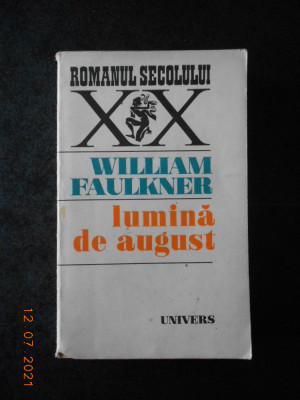 ROMANUL SECOLULUI
XX
WILLIAM
FAULKNER
lumină
de august
UNIVERS
12.07.2021